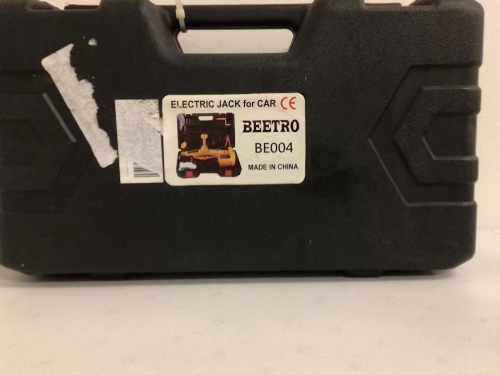 ELECTRIC JACK for CAR CE
BEETRO
BE004
MADE IN CHINA